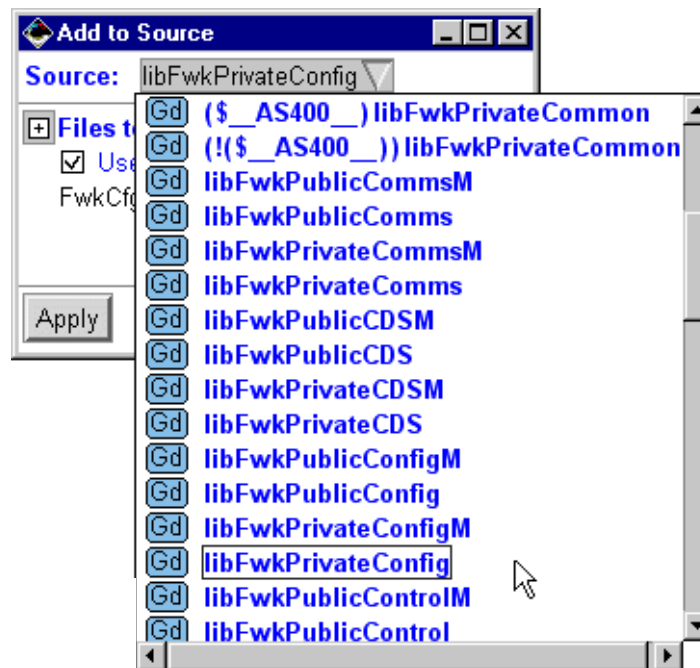 Add to Source
Source: libFwkPrivateConfig
Files t
Use
FwkCfg
Apply
Gd ($__AS400__)libFwkPrivateCommon
Gd (!($__AS400__))libFwkPrivateCommon
Gd libFwkPublicCommsM
Gd libFwkPublicComms
Gd libFwkPrivateCommsM
Gd libFwkPrivateComms
Gd libFwkPublicCDSM
Gd libFwkPublicCDS
Gd libFwkPrivateCDSM
Gd libFwkPrivateCDS
Gd libFwkPublicConfigM
Gd libFwkPublicConfig
Gd libFwkPrivateConfigM
Gd libFwkPrivateConfig
Gd libFwkPublicControlM
Gd libFwkPublicControl